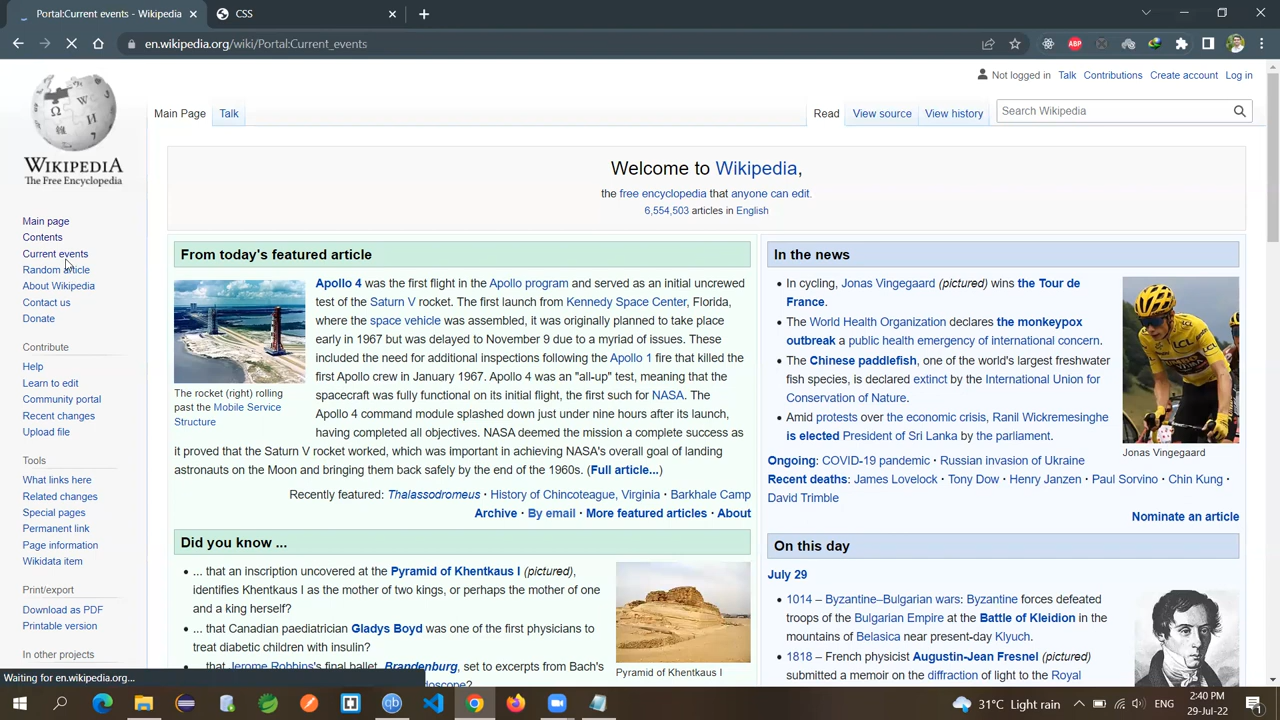 Portal:Current events - Wikipedia
CSS
en.wikipedia.org/wiki/Portal:Current_events
ABP
Not logged in Talk Contributions Create account Log in
Main Page Talk
Read View source View history
Search Wikipedia
WIKIPEDIA
The Free Encyclopedia
Main page
Contents
Current events
Random article
About Wikipedia
Contact us
Donate
Contribute
Help
Learn to edit
Community portal
Recent changes
Upload file
Tools
What links here
Related changes
Special pages
Permanent link
Page information
Wikidata item
Print/export
Download as PDF
Printable version
In other projects
Welcome to Wikipedia,
the free encyclopedia that anyone can edit.
6,554,503 articles in English
From today's featured article
The rocket (right) rolling
past the Mobile Service
Structure
Apollo 4 was the first flight in the Apollo program and served as an initial uncrewed
test of the Saturn V rocket. The first launch from Kennedy Space Center, Florida,
where the space vehicle was assembled, it was originally planned to take place
early in 1967 but was delayed to November 9 due to a myriad of issues. These
included the need for additional inspections following the Apollo 1 fire that killed the
first Apollo crew in January 1967. Apollo 4 was an "all-up" test, meaning that the
spacecraft was fully functional on its initial flight, the first such for NASA. The
Apollo 4 command module splashed down just under nine hours after its launch,
having completed all objectives. NASA deemed the mission a complete success as
it proved that the Saturn V rocket worked, which was important in achieving NASA's overall goal of landing
astronauts on the Moon and bringing them back safely by the end of the 1960s. (Full article...)
Recently featured: Thalassodromeus · History of Chincoteague, Virginia · Barkhale Camp
Archive · By email · More featured articles · About
Did you know ...
... that an inscription uncovered at the Pyramid of Khentkaus I (pictured),
identifies Khentkaus I as the mother of two kings, or perhaps the mother of one
and a king herself?
... that Canadian paediatrician Gladys Boyd was one of the first physicians to
treat diabetic children with insulin?
... that Jerome Robbins's final ballet, Brandenburg, set to excerpts from Bach's
Pyramid of Khentkaus I
In the news
In cycling, Jonas Vingegaard (pictured) wins the Tour de
France.
The World Health Organization declares the monkeypox
outbreak a public health emergency of international concern.
The Chinese paddlefish, one of the world's largest freshwater
fish species, is declared extinct by the International Union for
Conservation of Nature.
Amid protests over the economic crisis, Ranil Wickremesinghe
is elected President of Sri Lanka by the parliament.
Jonas Vingegaard
Ongoing: COVID-19 pandemic · Russian invasion of Ukraine
Recent deaths: James Lovelock · Tony Dow · Henry Janzen · Paul Sorvino · Chin Kung ·
David Trimble
Nominate an article
On this day
July 29
1014 – Byzantine–Bulgarian wars: Byzantine forces defeated
troops of the Bulgarian Empire at the Battle of Kleidion in the
mountains of Belasica near present-day Klyuch.
1818 – French physicist Augustin-Jean Fresnel (pictured)
submitted a memoir on the diffraction of light to the Royal
Waiting for en.wikipedia.org...
qb
31°C Light rain
ENG
2:40 PM
29-Jul-22